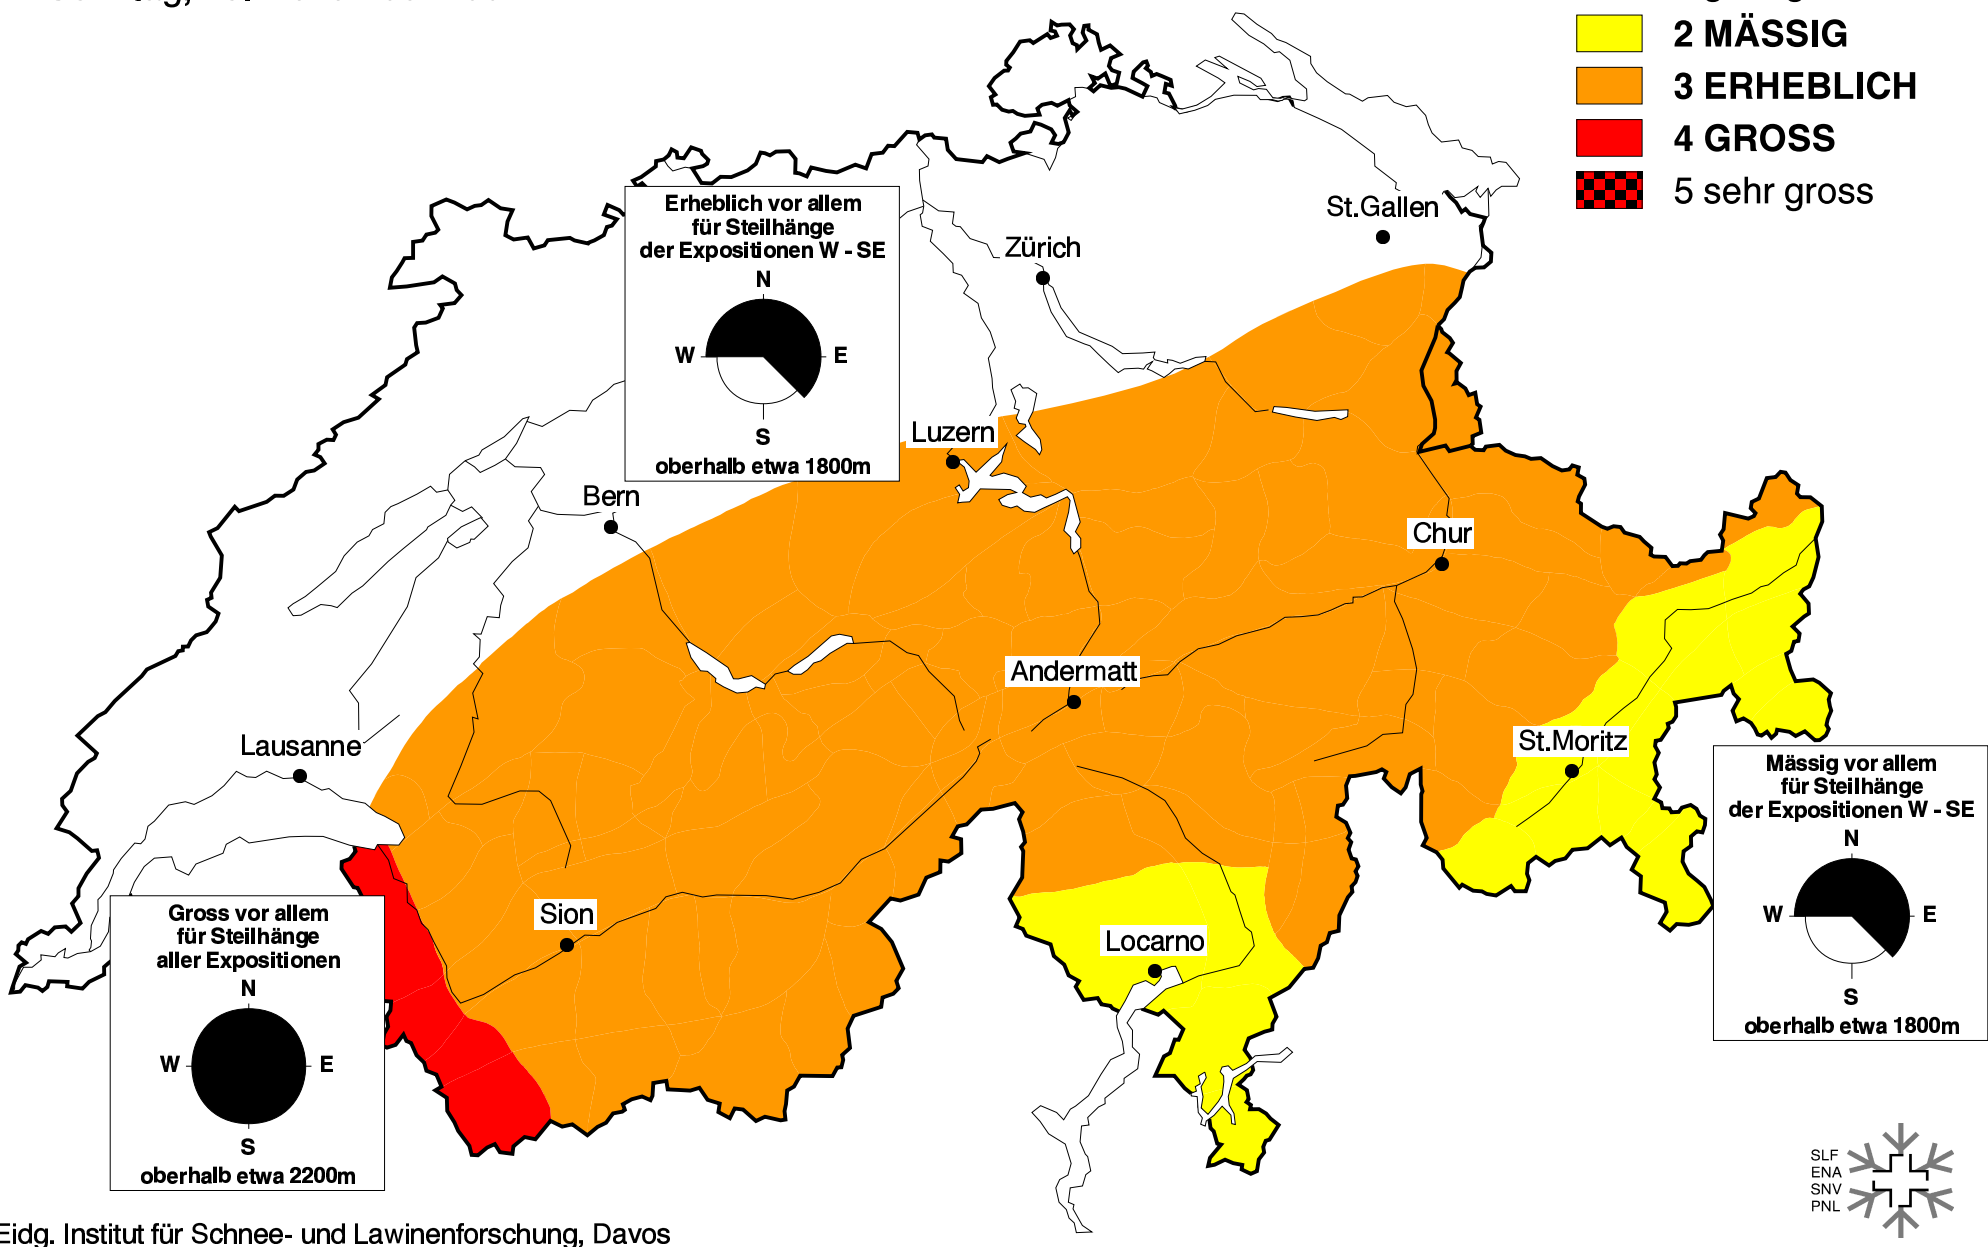 2 MÄSSIG
3 ERHEBLICH
4 GROSS
5 sehr gross
Erheblich vor allem
für Steilhänge
der Expositionen W - SE
N
W
E
S
oberhalb etwa 1800m
St.Gallen
Zürich
Luzern
Bern
Chur
Andermatt
Lausanne
St.Moritz
Sion
Locarno
Mässig vor allem
für Steilhänge
der Expositionen W - SE
N
W
E
S
oberhalb etwa 1800m
Gross vor allem
für Steilhänge
aller Expositionen
N
W
E
S
oberhalb etwa 2200m
SLF
ENA
SNV
PNL
Eidg. Institut für Schnee- und Lawinenforschung, Davos